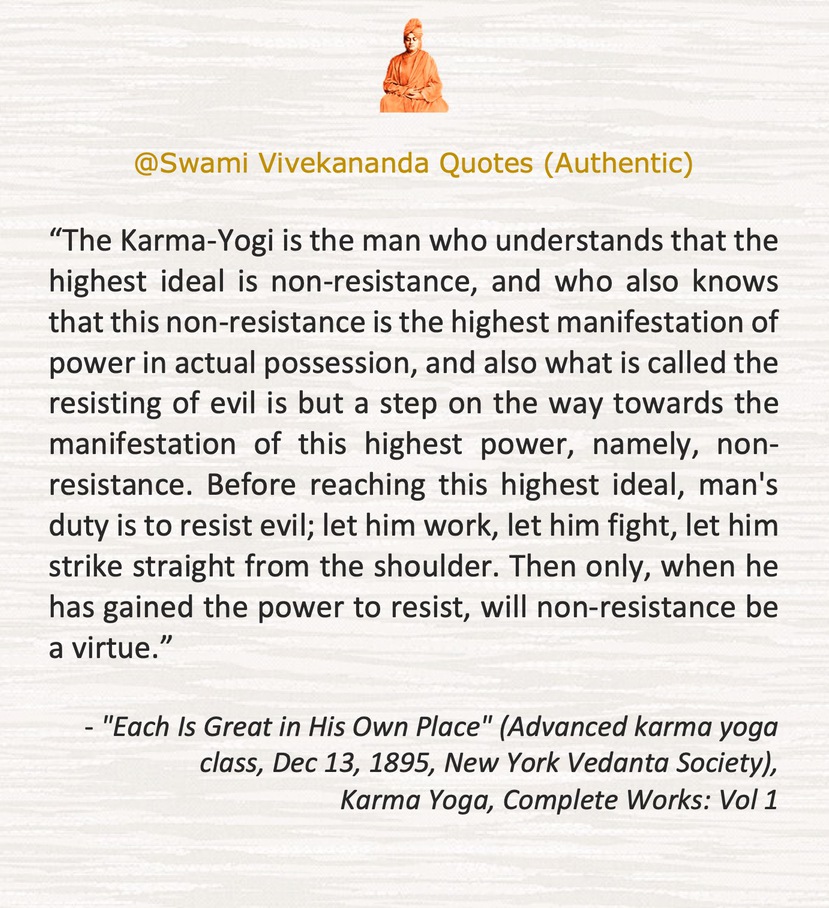 @Swami Vivekananda Quotes (Authentic)
“The Karma-Yogi is the man who understands that the
highest ideal is non-resistance, and who also knows
that this non-resistance is the highest manifestation of
power in actual possession, and also what is called the
resisting of evil is but a step on the way towards the
manifestation of this highest power, namely, non-
resistance. Before reaching this highest ideal, man's
duty is to resist evil; let him work, let him fight, let him
strike straight from the shoulder. Then only, when he
has gained the power to resist, will non-resistance be
a virtue.”
- "Each Is Great in His Own Place" (Advanced karma yoga
class, Dec 13, 1895, New York Vedanta Society),
Karma Yoga, Complete Works: Vol 1